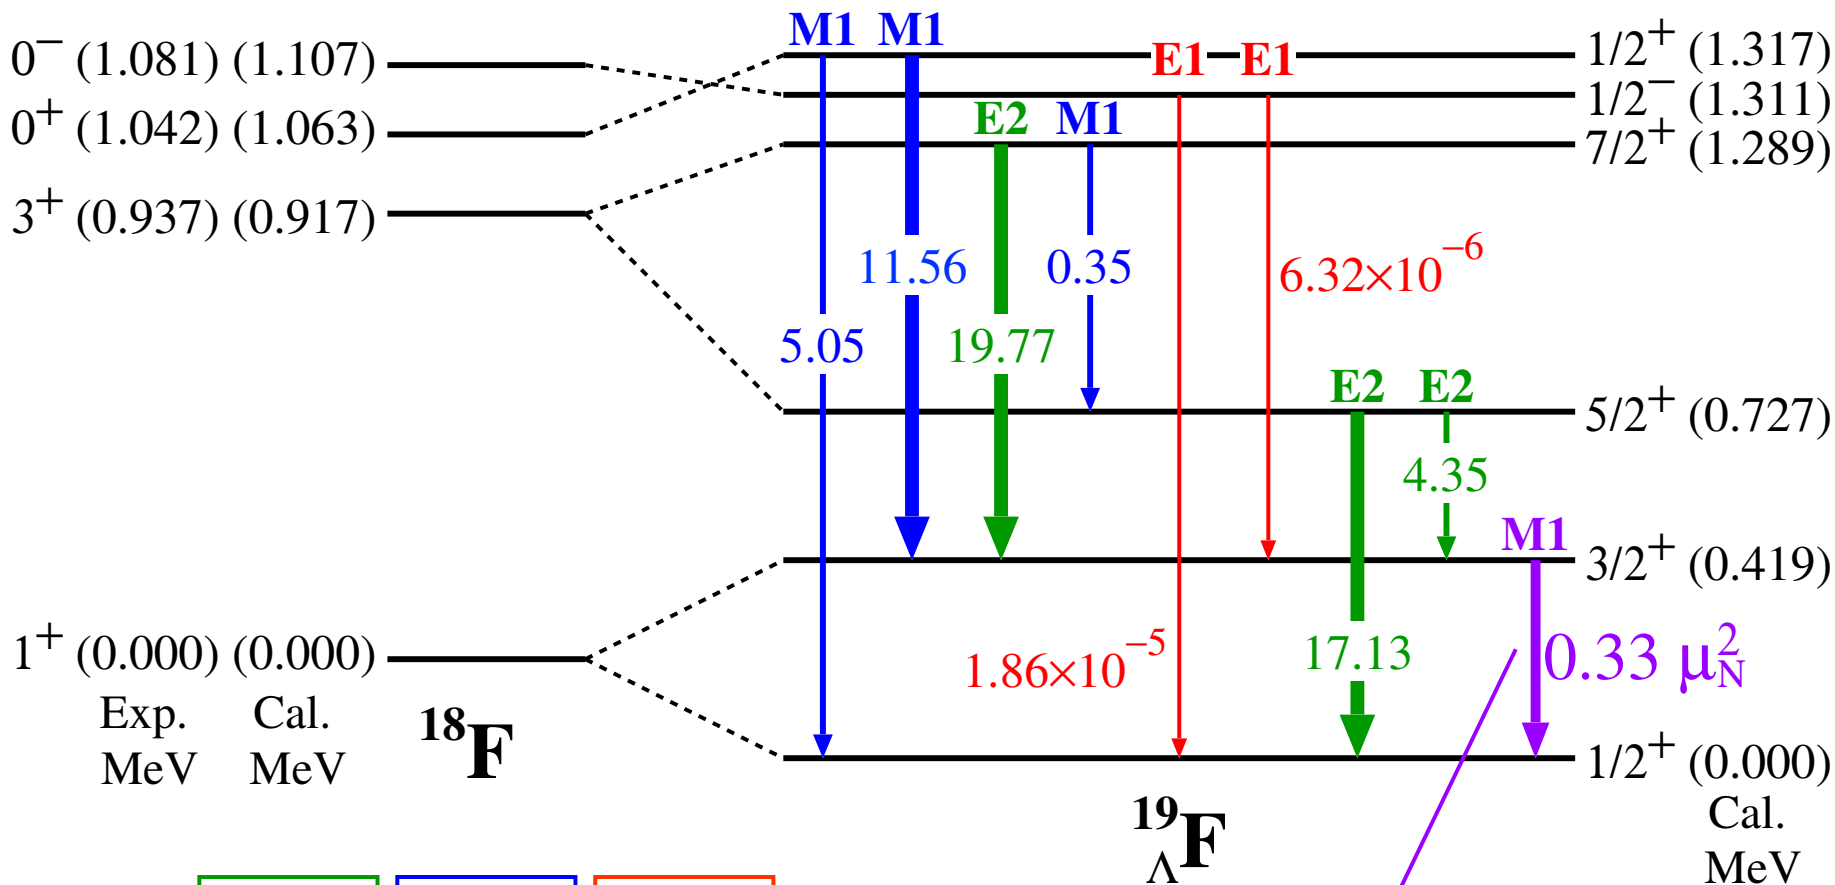 M1 M1
E1 E1
0⁻ (1.081) (1.107)
1/2⁺ (1.317)
1/2⁻ (1.311)
0⁺ (1.042) (1.063)
E2 M1
7/2⁺ (1.289)
3⁺ (0.937) (0.917)
11.56
0.35
6.32×10⁻⁶
5.05
19.77
E2 E2
5/2⁺ (0.727)
4.35
M1
3/2⁺ (0.419)
1⁺ (0.000) (0.000)
1.86×10⁻⁵
17.13
0.33 μ_N²
Exp. Cal.
MeV MeV
¹⁸F
1/2⁺ (0.000)
Cal.
MeV
¹⁹_ΛF